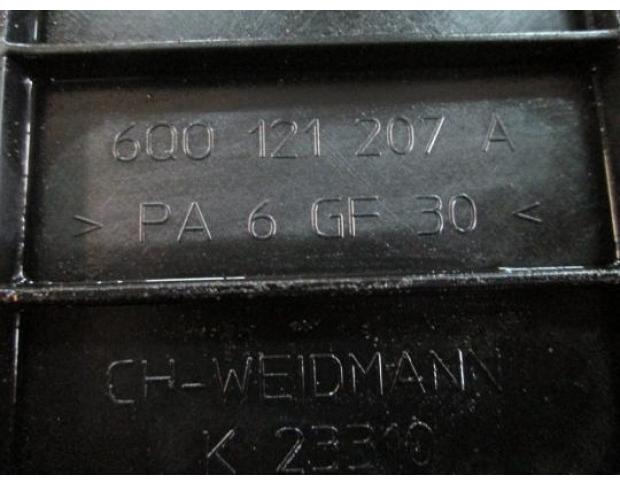 6Q0 121 207 A
> PA 6 GF 30 <
CH-WEIDMANN
K 23310